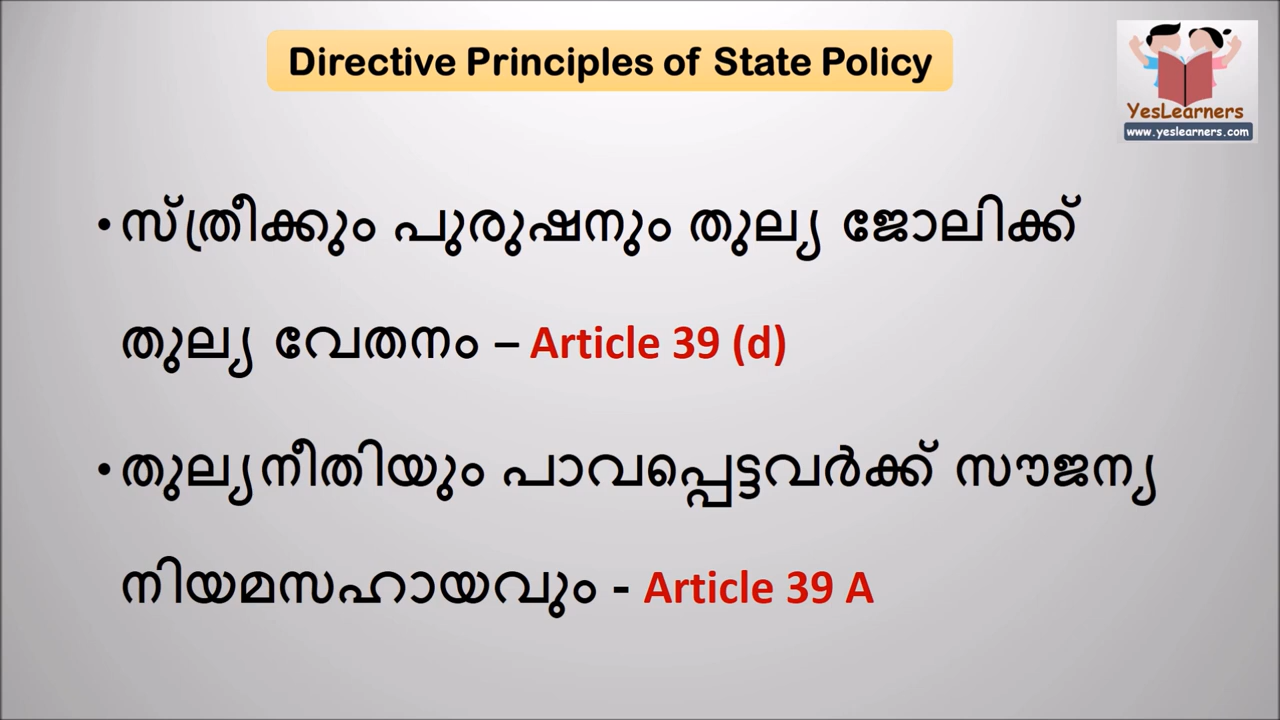 Directive Principles of State Policy
YesLearners
www.yeslearners.com
• സ്ത്രീക്കും പുരുഷനും തുല്യ ജോലിക്ക്
തുല്യ വേതനം – Article 39 (d)
• തുല്യനീതിയും പാവപ്പെട്ടവർക്ക് സൗജന്യ
നിയമസഹായവും - Article 39 A